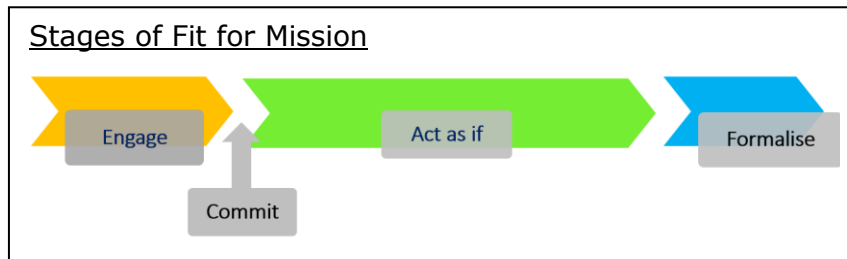 Stages of Fit for Mission
Engage
Act as if
Formalise
Commit